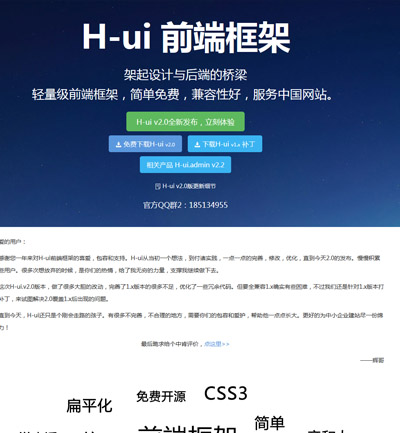 H-ui 前端框架
架起设计与后端的桥梁
轻量级前端框架，简单免费，兼容性好，服务中国网站。
H-ui v2.0全新发布，立刻体验
免费下载H-ui v2.0
下载H-ui v1.x 补丁
相关产品 H-ui.admin v2.2
H-ui v2.0版更新细节
官方QQ群2：185134955
爱的用户：
感谢您一年来对H-ui前端框架的喜爱，包容和支持。H-ui从当初一个想法，到付诸实施，一点一点的完善，修改，优化，直到今天2.0的发布。慢慢积累
些用户。很多次想放弃的时候，是你们的热情，给了我无穷的力量，支撑我继续做下去。
这次H-ui.v2.0版本，做了很多大胆的改动，完善了1.x版本的很多不足，优化了一些冗余代码。但要全兼容1.x确实有些困难，不过我们还是针对1.x版本打
补丁，来试图解决2.0覆盖1.x后出现的问题。
直到今天，H-ui还只是个刚会走路的孩子。有很多不完善，不合理的地方，需要你们的包容和爱护，帮助他一点点长大。更好的为中小企业建站尽一份绵
力！
最后跪求给个中肯评价，点这里>>
——辉哥
免费开源
CSS3
扁平化
前端框架
简单